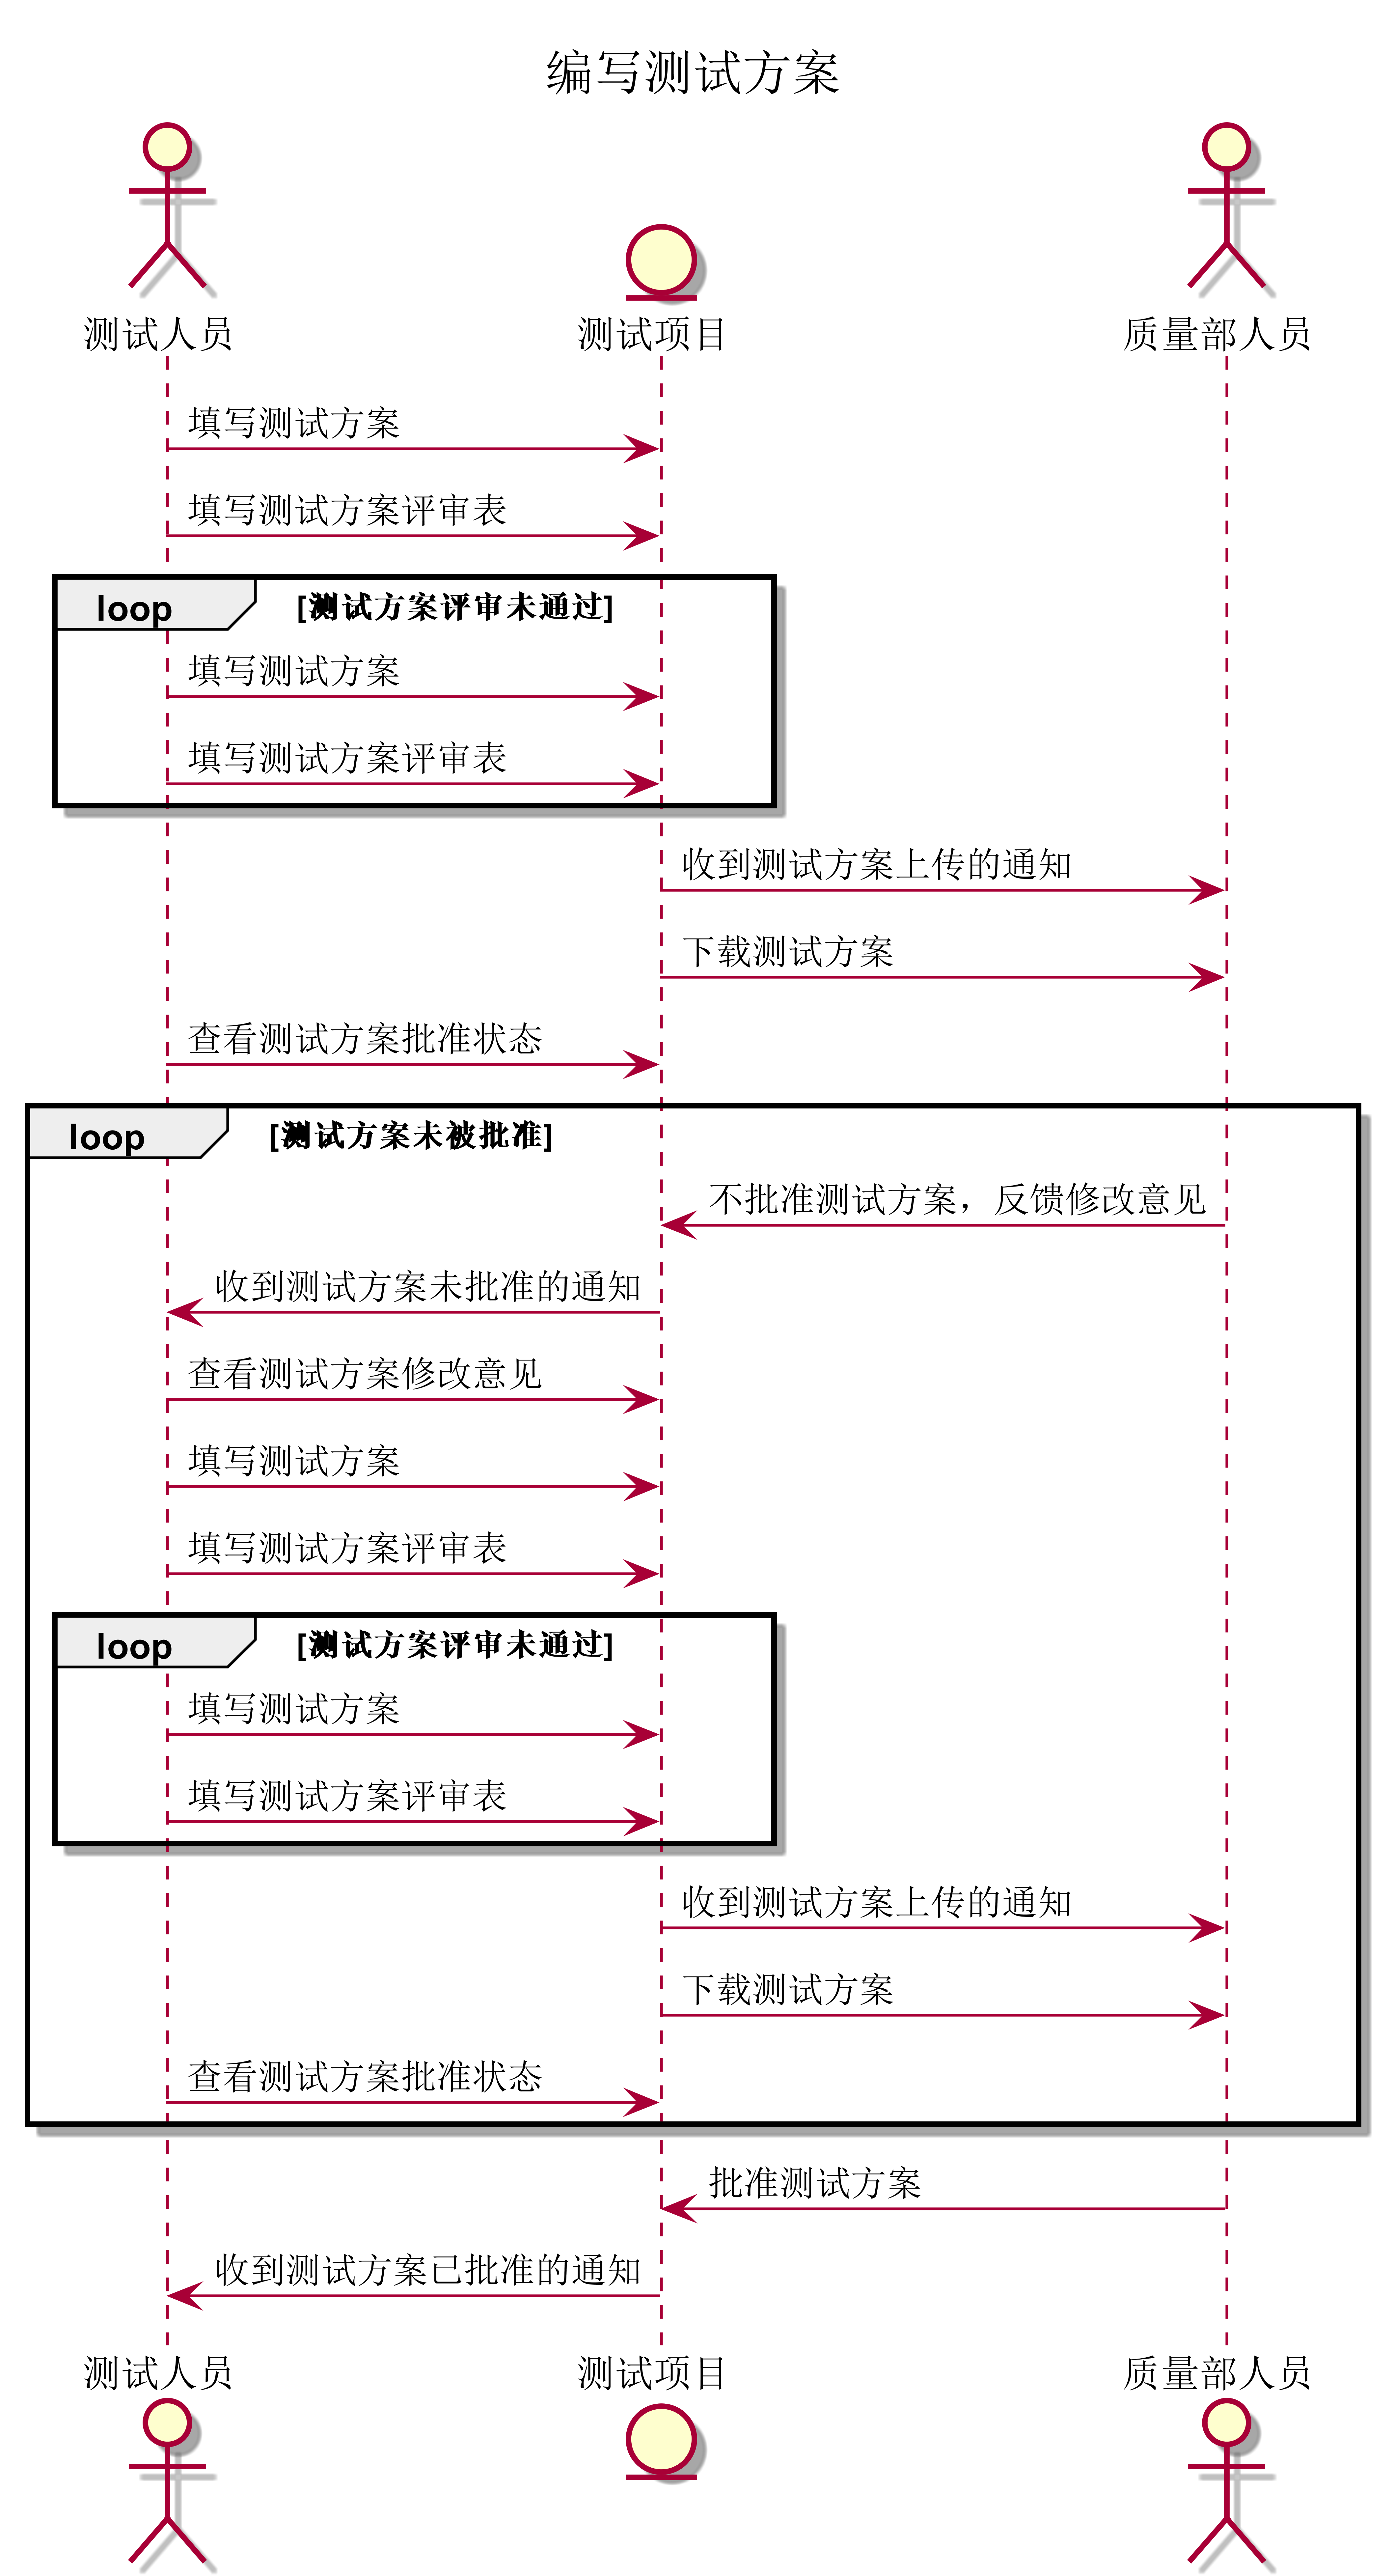 编写测试方案
测试人员
测试项目
质量部人员
填写测试方案
填写测试方案评审表
loop
[测试方案评审未通过]
填写测试方案
填写测试方案评审表
收到测试方案上传的通知
下载测试方案
查看测试方案批准状态
loop
[测试方案未被批准]
不批准测试方案，反馈修改意见
收到测试方案未批准的通知
查看测试方案修改意见
填写测试方案
填写测试方案评审表
loop
[测试方案评审未通过]
填写测试方案
填写测试方案评审表
收到测试方案上传的通知
下载测试方案
查看测试方案批准状态
批准测试方案
收到测试方案已批准的通知
测试人员
测试项目
质量部人员